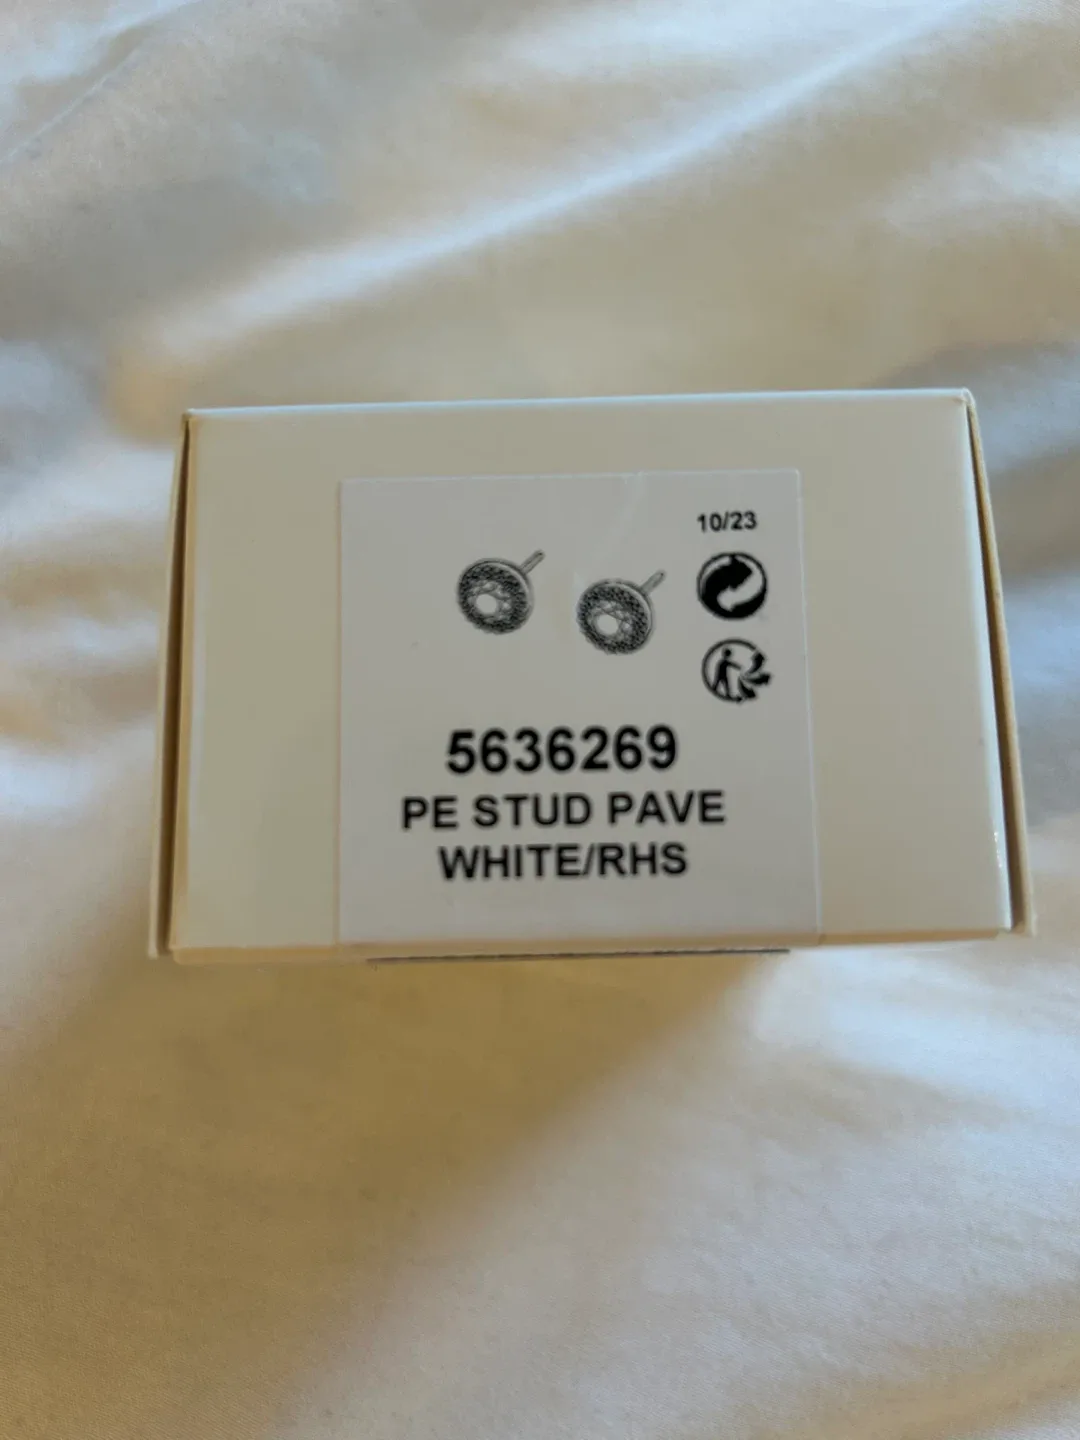 10/23
5636269
PE STUD PAVE
WHITE/RHS